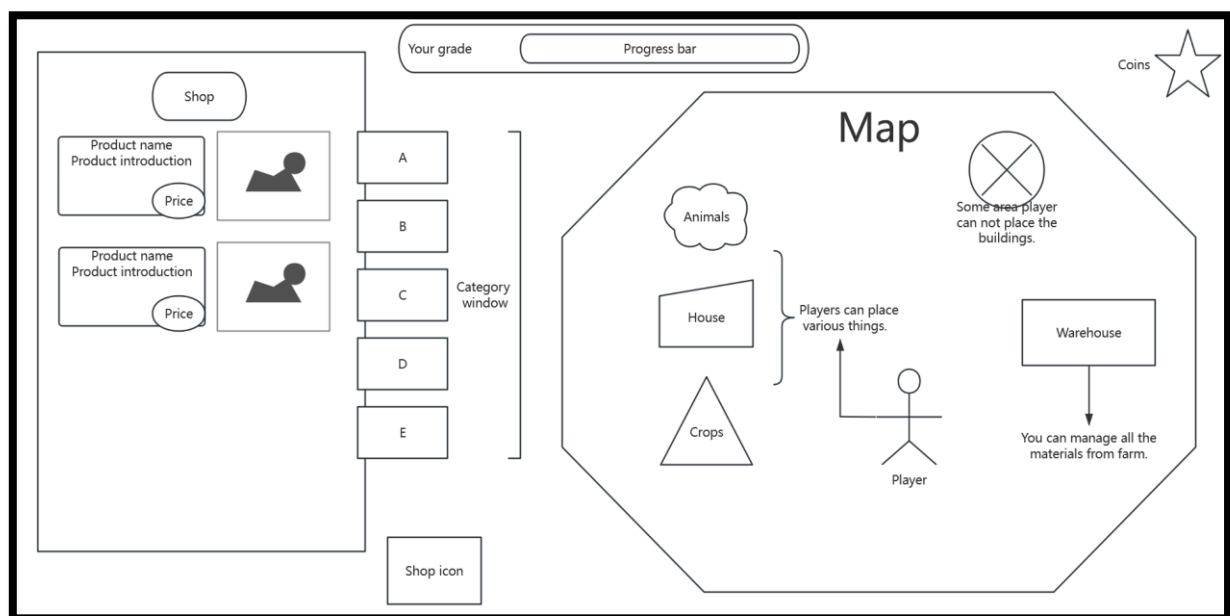 Your grade
Progress bar
Coins
Shop
Product name
Product introduction
Price
Product name
Product introduction
Price
A
B
C
D
E
Category
window
Shop icon
Map
Animals
House
Crops
Players can place
various things.
Player
Some area player
can not place the
buildings.
Warehouse
You can manage all the
materials from farm.